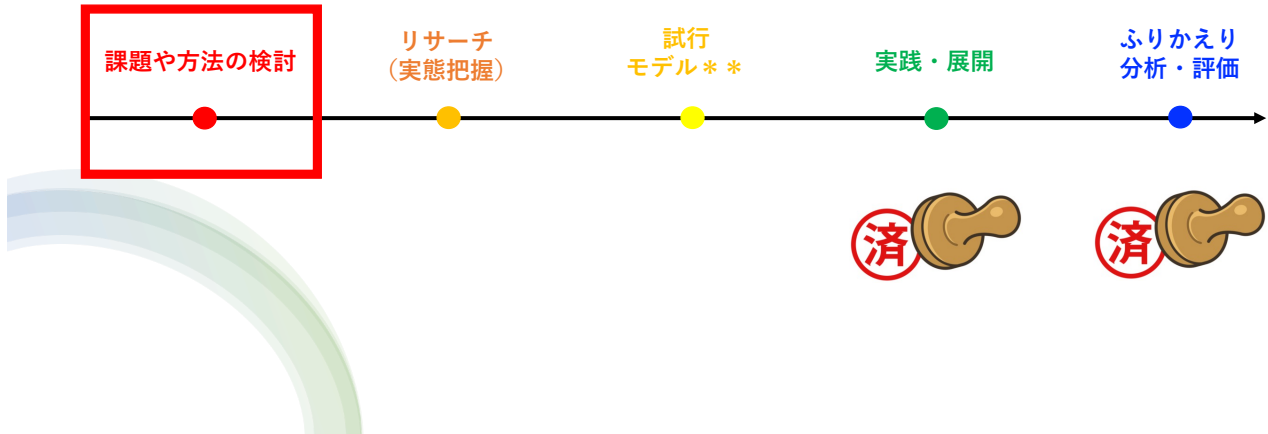 課題や方法の検討
リサーチ
（実態把握）
試行
モデル＊＊
実践・展開
ふりかえり
分析・評価
済
済